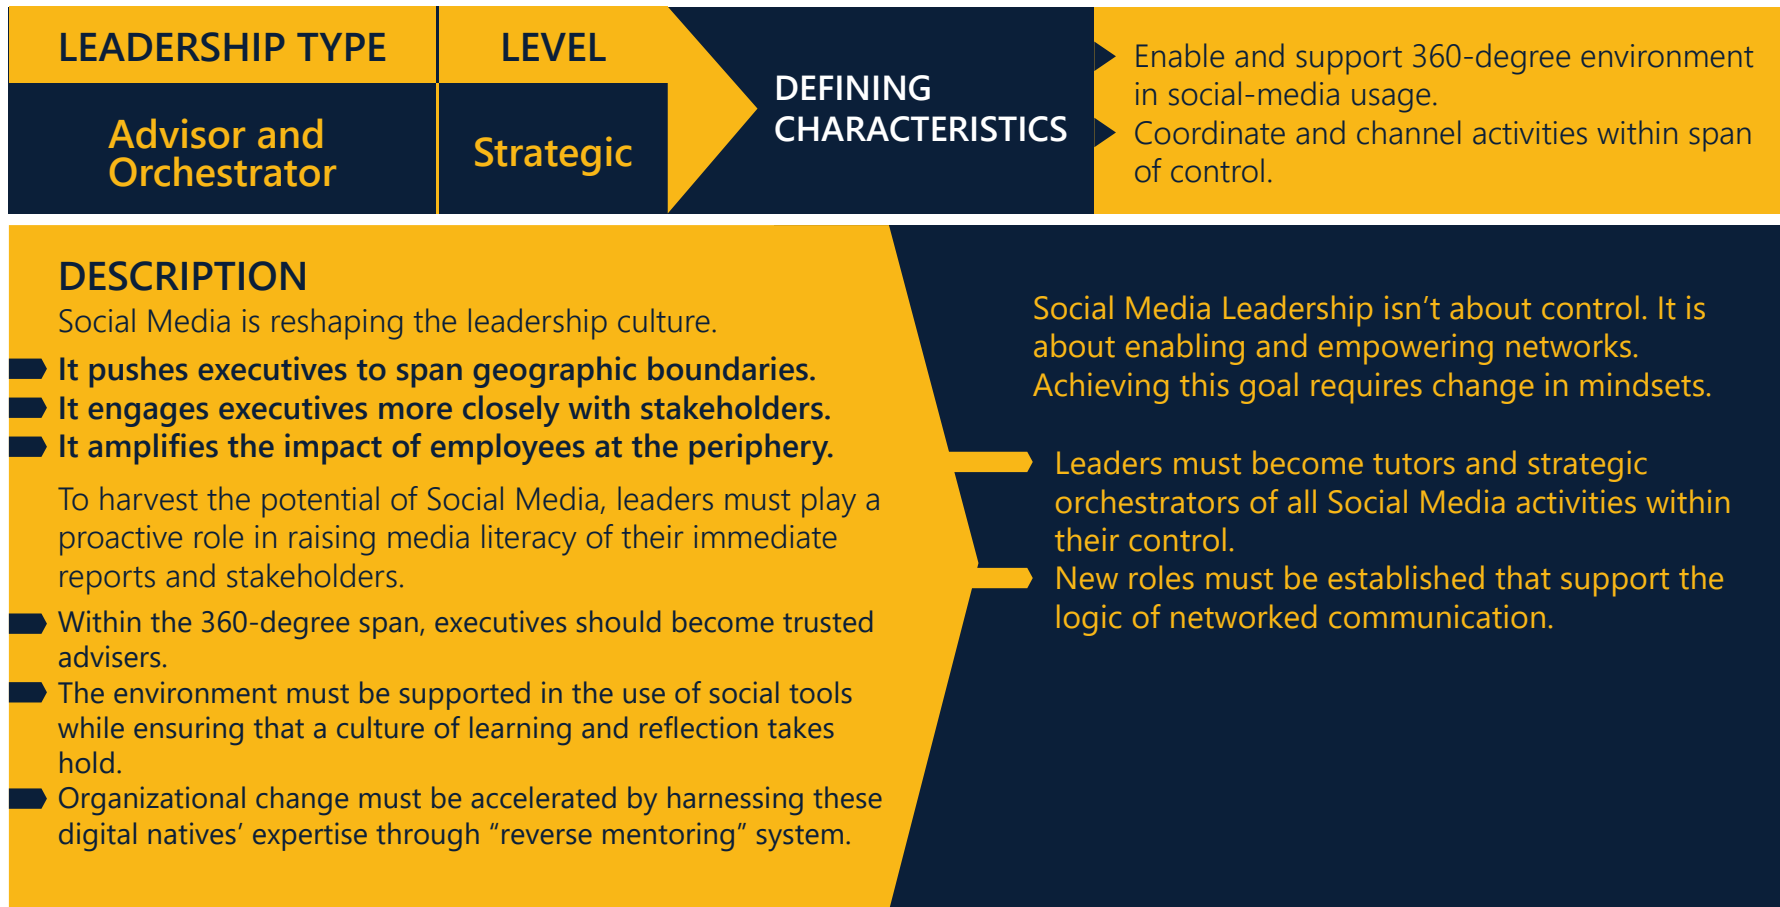 LEADERSHIP TYPE
LEVEL
Advisor and
Orchestrator
Strategic
DEFINING
CHARACTERISTICS
Enable and support 360-degree environment
in social-media usage.
Coordinate and channel activities within span
of control.
DESCRIPTION
Social Media is reshaping the leadership culture.
It pushes executives to span geographic boundaries.
It engages executives more closely with stakeholders.
It amplifies the impact of employees at the periphery.
To harvest the potential of Social Media, leaders must play a
proactive role in raising media literacy of their immediate
reports and stakeholders.
Within the 360-degree span, executives should become trusted
advisers.
The environment must be supported in the use of social tools
while ensuring that a culture of learning and reflection takes
hold.
Organizational change must be accelerated by harnessing these
digital natives’ expertise through “reverse mentoring” system.
Social Media Leadership isn’t about control. It is
about enabling and empowering networks.
Achieving this goal requires change in mindsets.
Leaders must become tutors and strategic
orchestrators of all Social Media activities within
their control.
New roles must be established that support the
logic of networked communication.